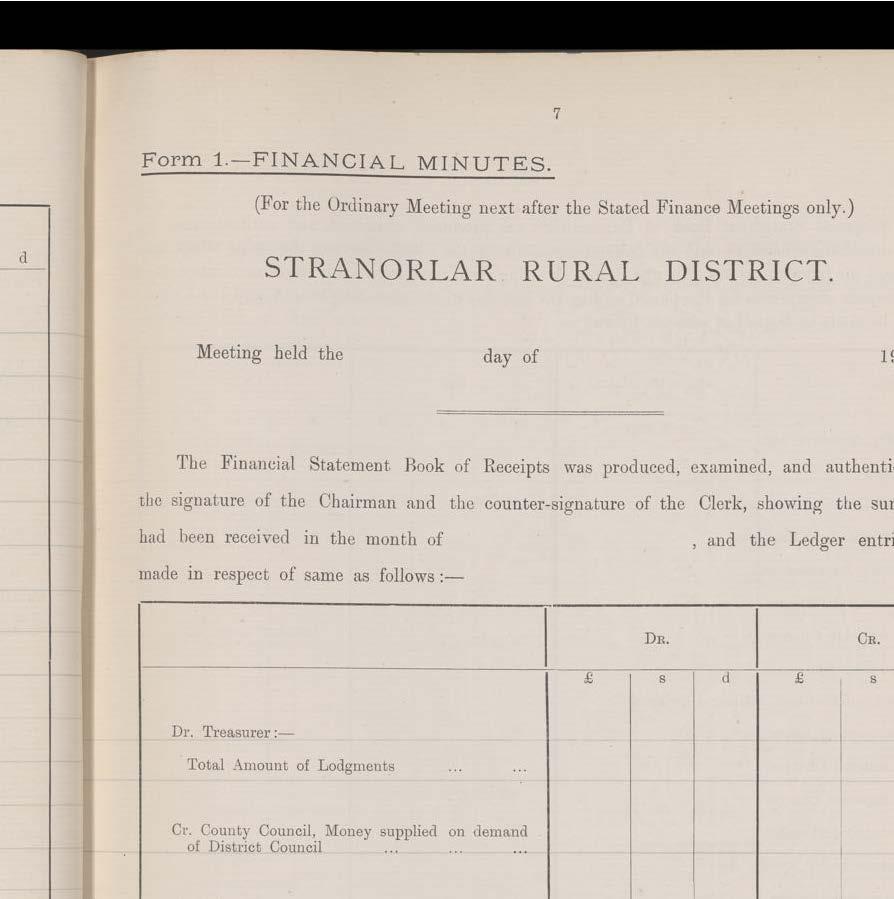 7
Form 1.—FINANCIAL MINUTES.
(For the Ordinary Meeting next after the Stated Finance Meetings only.)
STRANORLAR RURAL DISTRICT.
d
Meeting held the day of 19
The Financial Statement Book of Receipts was produced, examined, and authenti
the signature of the Chairman and the counter-signature of the Clerk, showing the sur
had been received in the month of , and the Ledger entri
made in respect of same as follows :—
DR. CR.
£ s d £ s
Dr. Treasurer :—
Total Amount of Lodgments ... ...
Cr. County Council, Money supplied on demand
of District Council ... ... ...